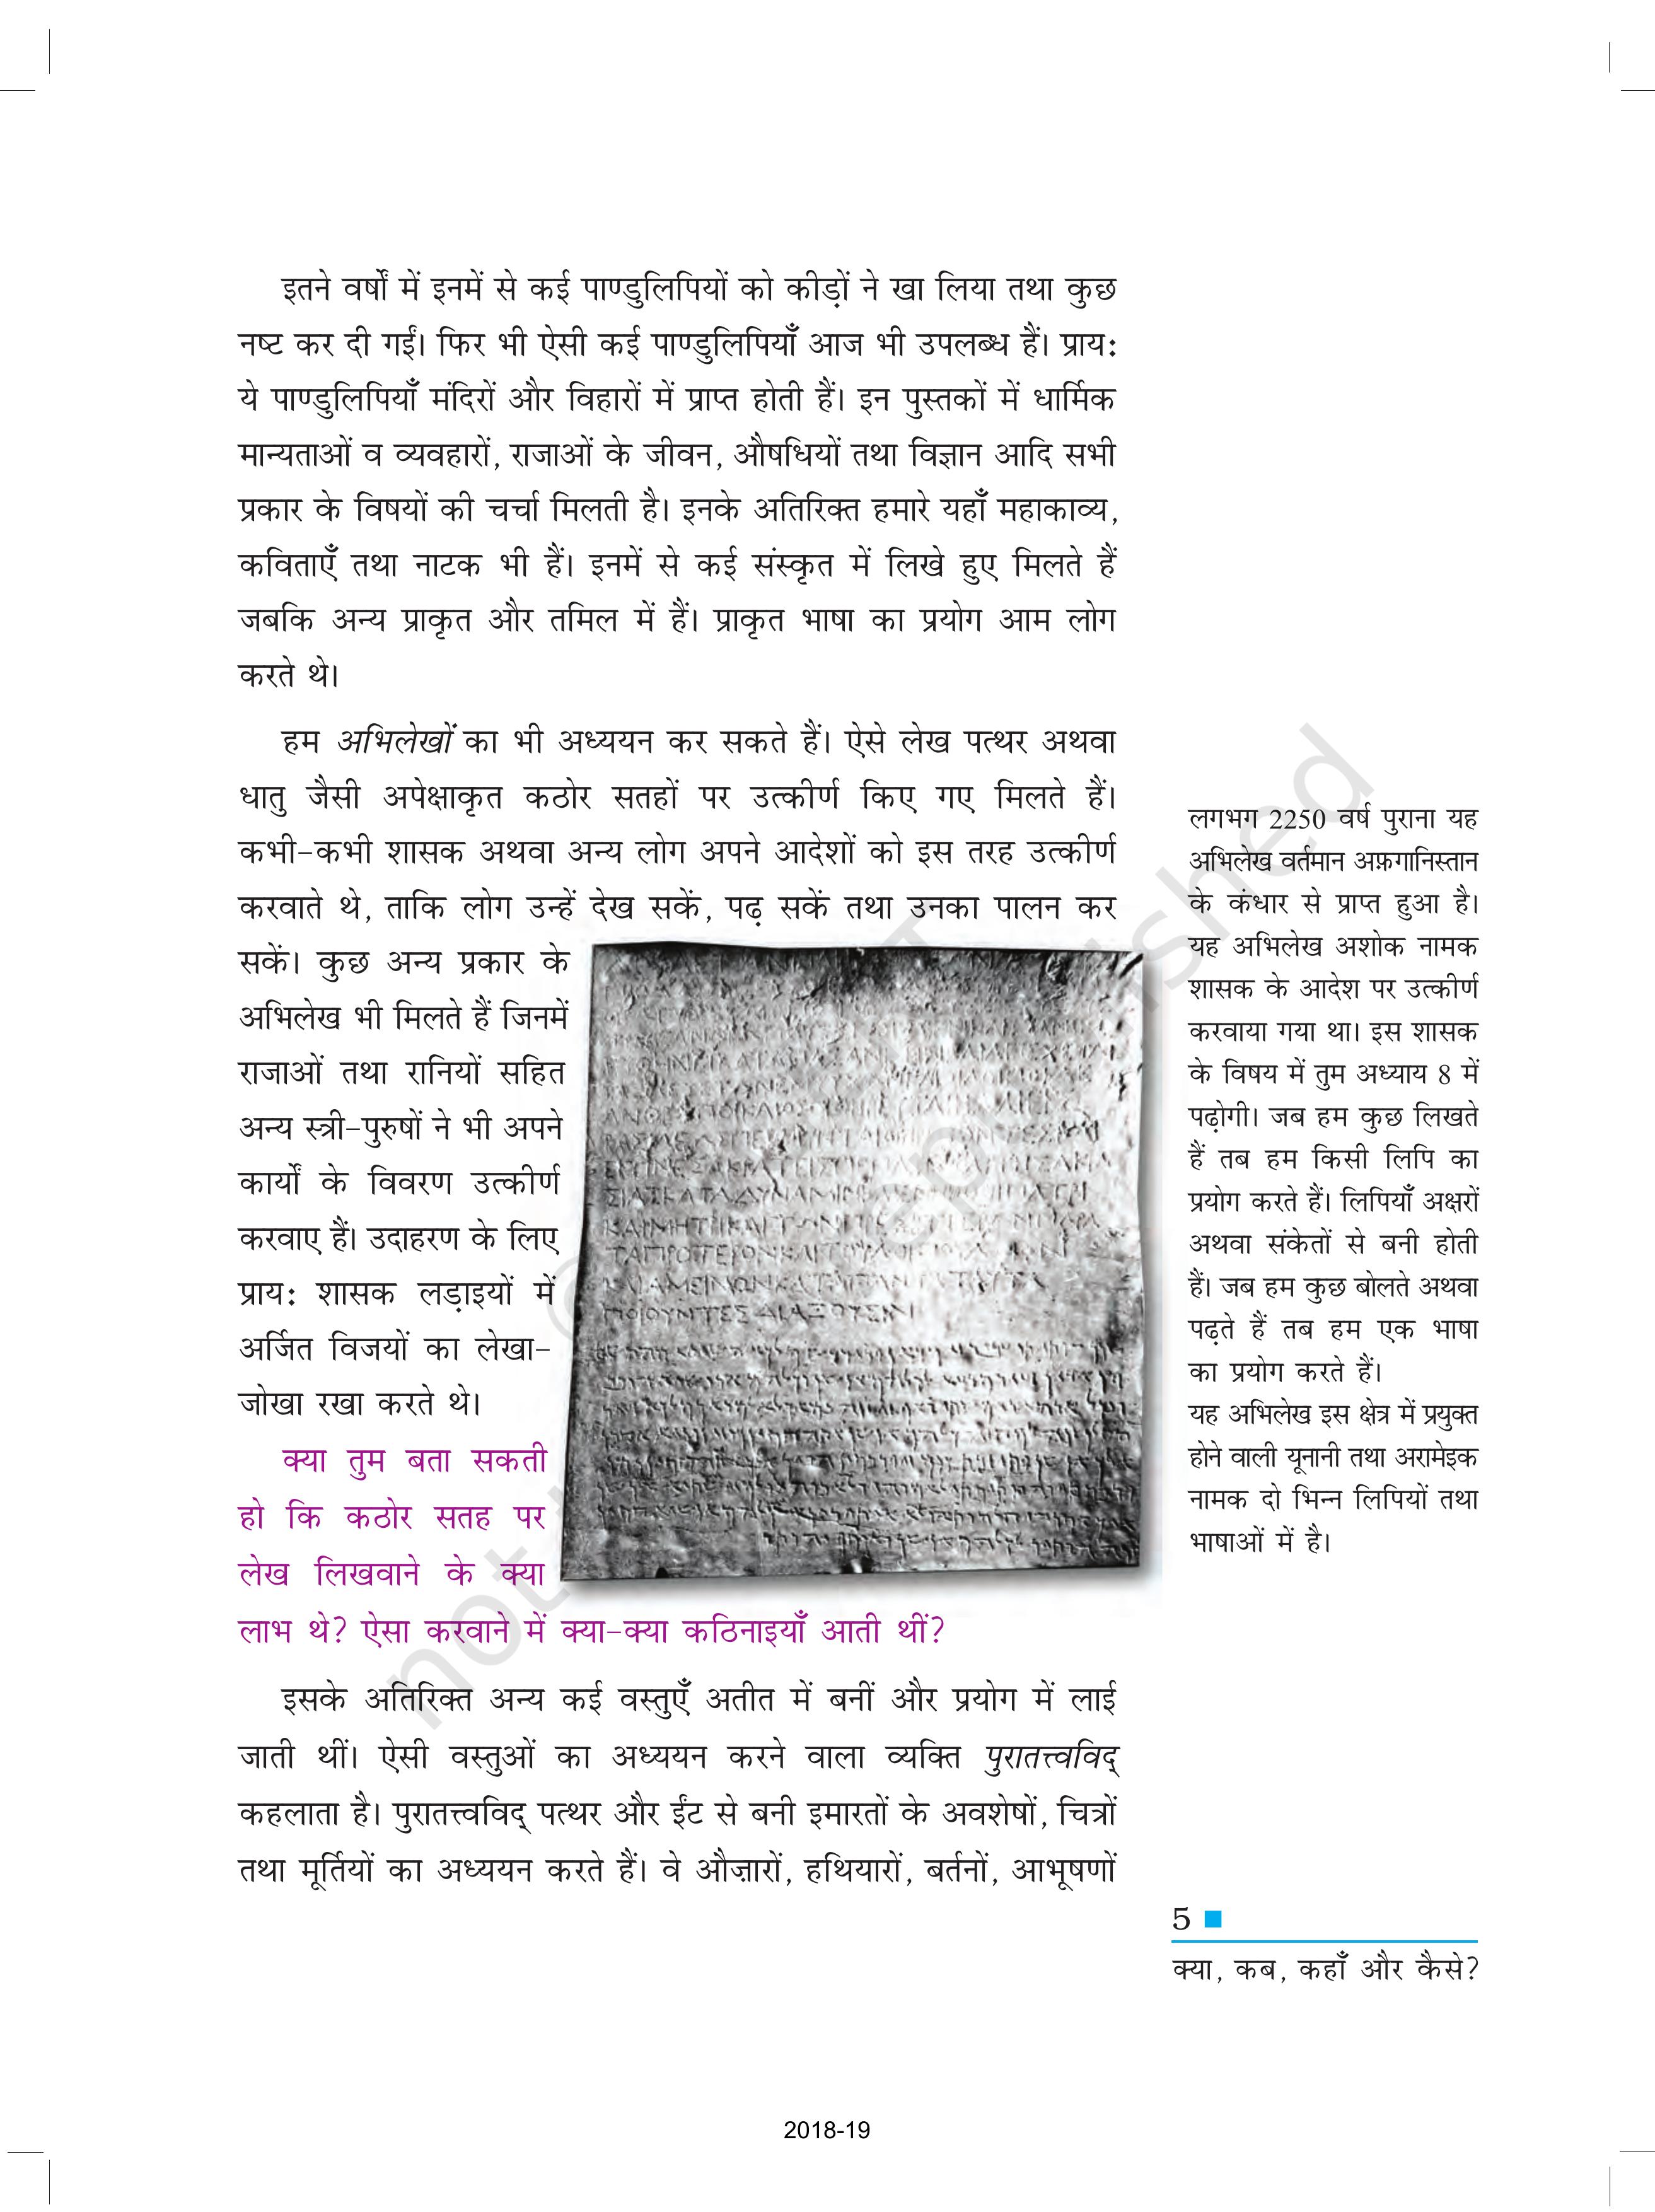 इतने वर्षों में इनमें से कई पाण्डुलिपियों को कीड़ों ने खा लिया तथा कुछ
नष्ट कर दी गईं। फिर भी ऐसी कई पाण्डुलिपियाँ आज भी उपलब्ध हैं। प्राय:
ये पाण्डुलिपियाँ मंदिरों और विहारों में प्राप्त होती हैं। इन पुस्तकों में धार्मिक
मान्यताओं व व्यवहारों, राजाओं के जीवन, औषधियों तथा विज्ञान आदि सभी
प्रकार के विषयों की चर्चा मिलती है। इनके अतिरिक्त हमारे यहाँ महाकाव्य,
कविताएँ तथा नाटक भी हैं। इनमें से कई संस्कृत में लिखे हुए मिलते हैं
जबकि अन्य प्राकृत और तमिल में हैं। प्राकृत भाषा का प्रयोग आम लोग
करते थे।
हम अभिलेखों का भी अध्ययन कर सकते हैं। ऐसे लेख पत्थर अथवा
धातु जैसी अपेक्षाकृत कठोर सतहों पर उत्कीर्ण किए गए मिलते हैं।
कभी-कभी शासक अथवा अन्य लोग अपने आदेशों को इस तरह उत्कीर्ण
करवाते थे, ताकि लोग उन्हें देख सकें, पढ़ सकें तथा उनका पालन कर
सकें। कुछ अन्य प्रकार के
अभिलेख भी मिलते हैं जिनमें
राजाओं तथा रानियों सहित
अन्य स्त्री-पुरुषों ने भी अपने
कार्यों के विवरण उत्कीर्ण
करवाए हैं। उदाहरण के लिए
प्राय: शासक लड़ाइयों में
अर्जित विजयों का लेखा-
जोखा रखा करते थे।
क्या तुम बता सकती
हो कि कठोर सतह पर
लेख लिखवाने के क्या
लाभ थे? ऐसा करवाने में क्या-क्या कठिनाइयाँ आती थीं?
इसके अतिरिक्त अन्य कई वस्तुएँ अतीत में बनीं और प्रयोग में लाई
जाती थीं। ऐसी वस्तुओं का अध्ययन करने वाला व्यक्ति पुरातत्त्वविद्
कहलाता है। पुरातत्त्वविद् पत्थर और ईंट से बनी इमारतों के अवशेषों, चित्रों
तथा मूर्तियों का अध्ययन करते हैं। वे औज़ारों, हथियारों, बर्तनों, आभूषणों
लगभग 2250 वर्ष पुराना यह
अभिलेख वर्तमान अफ़गानिस्तान
के कंधार से प्राप्त हुआ है।
यह अभिलेख अशोक नामक
शासक के आदेश पर उत्कीर्ण
करवाया गया था। इस शासक
के विषय में तुम अध्याय 8 में
पढ़ोगी। जब हम कुछ लिखते
हैं तब हम किसी लिपि का
प्रयोग करते हैं। लिपियाँ अक्षरों
अथवा संकेतों से बनी होती
हैं। जब हम कुछ बोलते अथवा
पढ़ते हैं तब हम एक भाषा
का प्रयोग करते हैं।
यह अभिलेख इस क्षेत्र में प्रयुक्त
होने वाली यूनानी तथा अरामेइक
नामक दो भिन्न लिपियों तथा
भाषाओं में है।
5
क्या, कब, कहाँ और कैसे?
2018-19